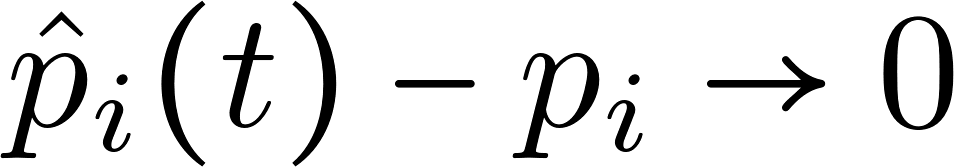 p̂ᵢ(t) − pᵢ → 0